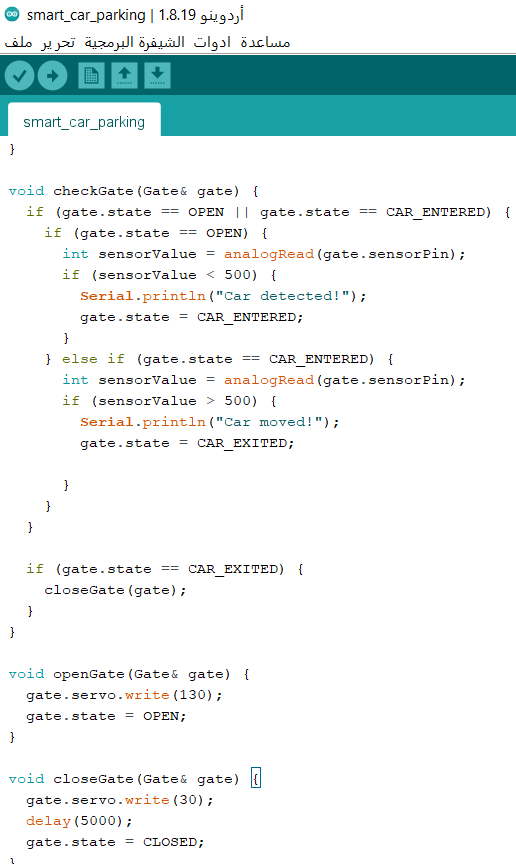 smart_car_parking | أردوينو 1.8.19
ملف تحرير الشيفرة البرمجية ادوات مساعدة
smart_car_parking
}
void checkGate(Gate& gate) {
if (gate.state == OPEN || gate.state == CAR_ENTERED) {
if (gate.state == OPEN) {
int sensorValue = analogRead(gate.sensorPin);
if (sensorValue < 500) {
Serial.println("Car detected!");
gate.state = CAR_ENTERED;
}
} else if (gate.state == CAR_ENTERED) {
int sensorValue = analogRead(gate.sensorPin);
if (sensorValue > 500) {
Serial.println("Car moved!");
gate.state = CAR_EXITED;
}
}
}
if (gate.state == CAR_EXITED) {
closeGate(gate);
}
}
void openGate(Gate& gate) {
gate.servo.write(130);
gate.state = OPEN;
}
void closeGate(Gate& gate) {
gate.servo.write(30);
delay(5000);
gate.state = CLOSED;
}